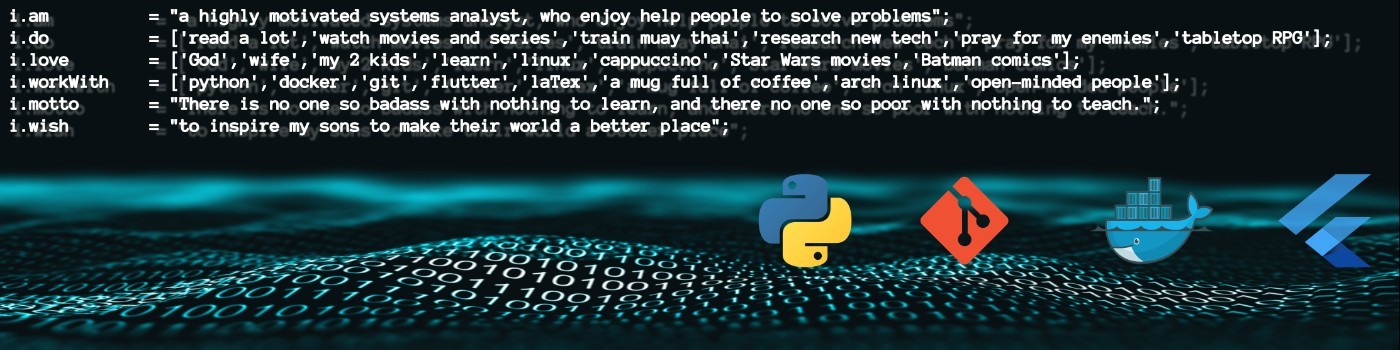 i.am = "a highly motivated systems analyst, who enjoy help people to solve problems";
i.do = ['read a lot','watch movies and series','train muay thai','research new tech','pray for my enemies','tabletop RPG'];
i.love = ['God','wife','my 2 kids','learn','linux','cappuccino','Star Wars movies','Batman comics'];
i.workWith = ['python','docker','git','flutter','laTex','a mug full of coffee','arch linux','open-minded people'];
i.motto = "There is no one so badass with nothing to learn, and there no one so poor with nothing to teach.";
i.wish = "to inspire my sons to make their world a better place";